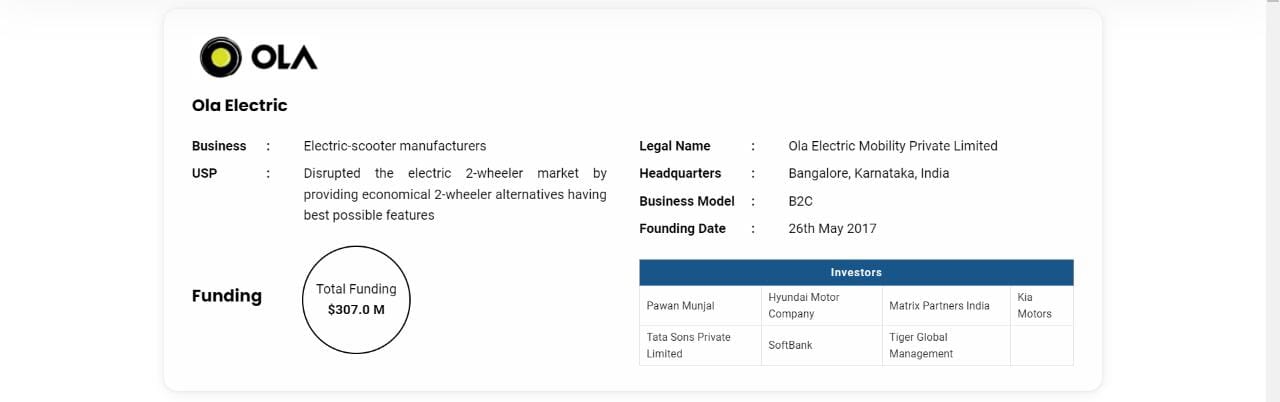 OLA
Ola Electric
Business : Electric-scooter manufacturers
USP : Disrupted the electric 2-wheeler market by
providing economical 2-wheeler alternatives having
best possible features
Funding
Total Funding
$307.0 M
Legal Name : Ola Electric Mobility Private Limited
Headquarters : Bangalore, Karnataka, India
Business Model : B2C
Founding Date : 26th May 2017
Investors
Pawan Munjal
Hyundai Motor
Company
Matrix Partners India
Kia
Motors
Tata Sons Private
Limited
SoftBank
Tiger Global
Management